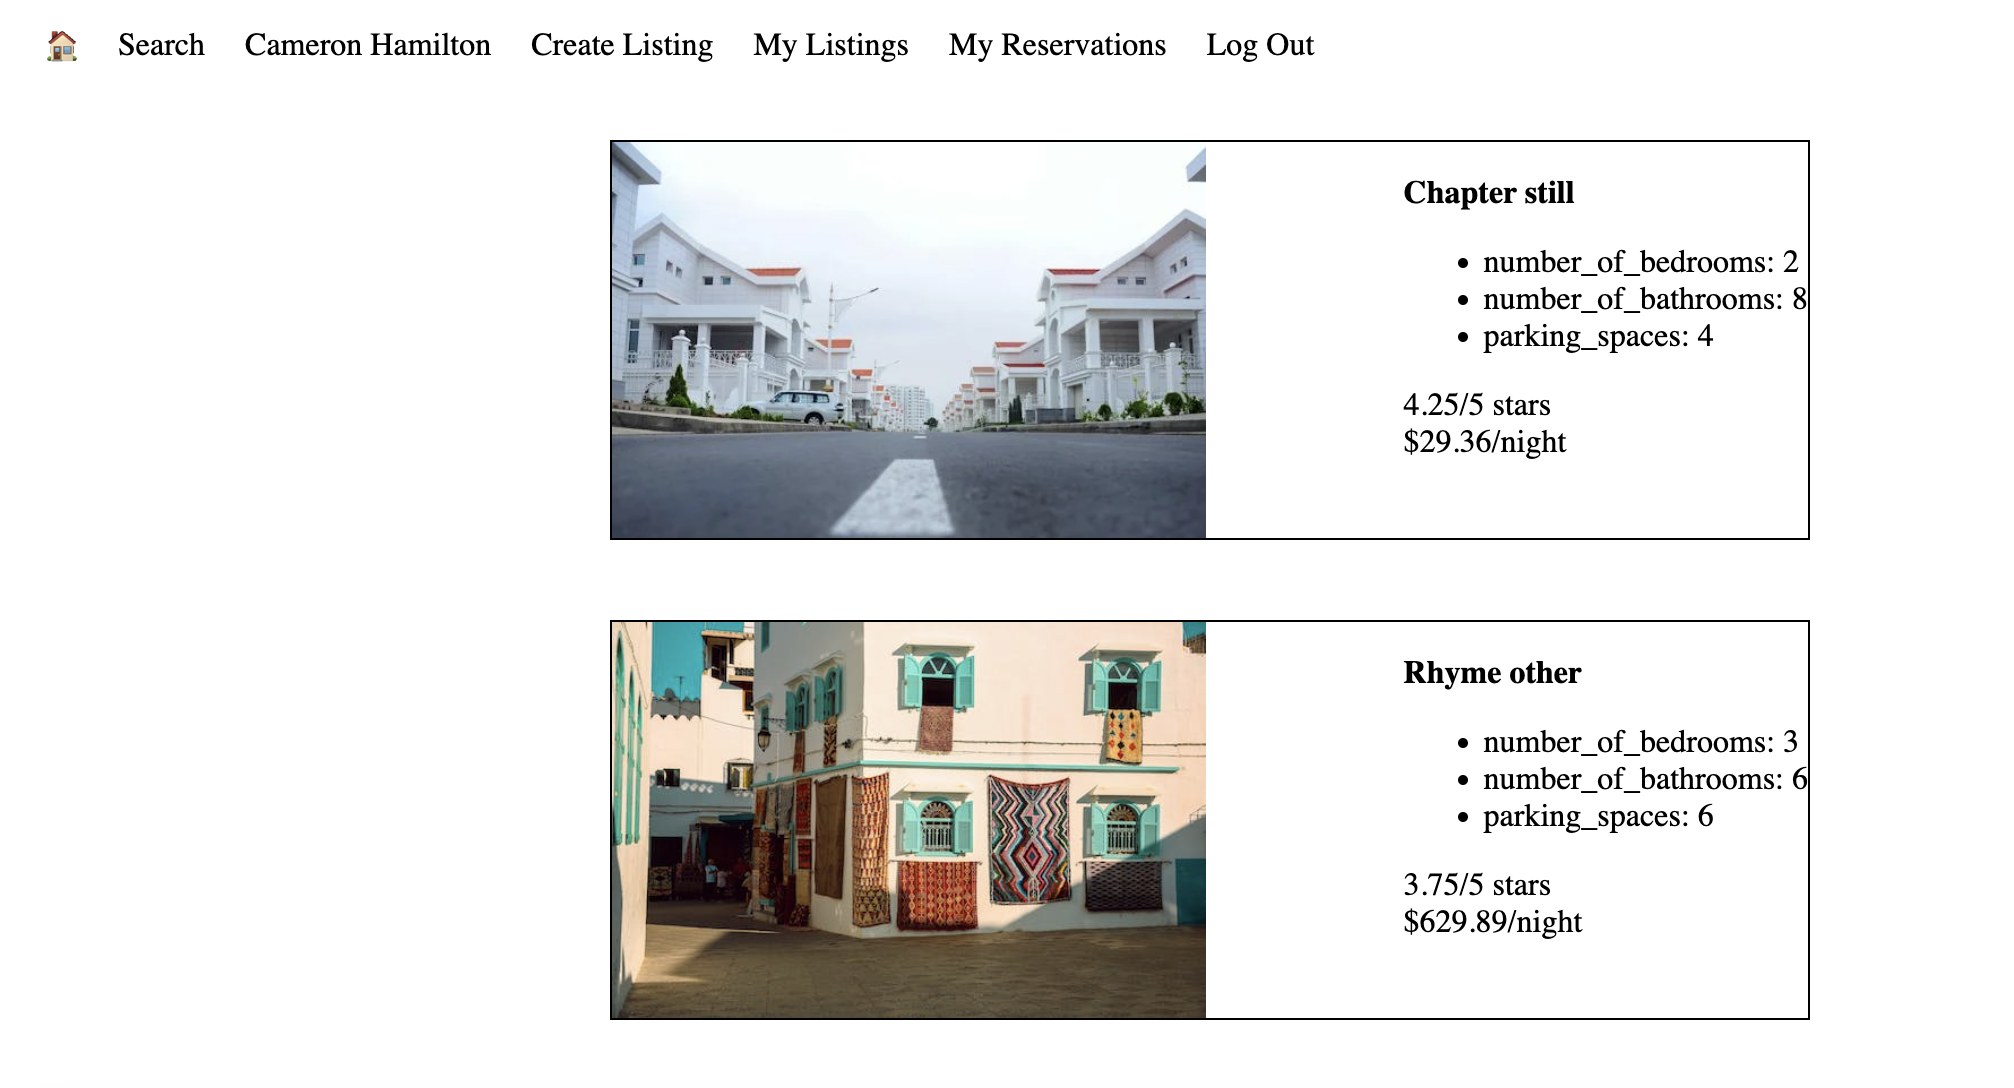 Search Cameron Hamilton Create Listing My Listings My Reservations Log Out
Chapter still
number_of_bedrooms: 2
number_of_bathrooms: 8
parking_spaces: 4
4.25/5 stars
$29.36/night
Rhyme other
number_of_bedrooms: 3
number_of_bathrooms: 6
parking_spaces: 6
3.75/5 stars
$629.89/night